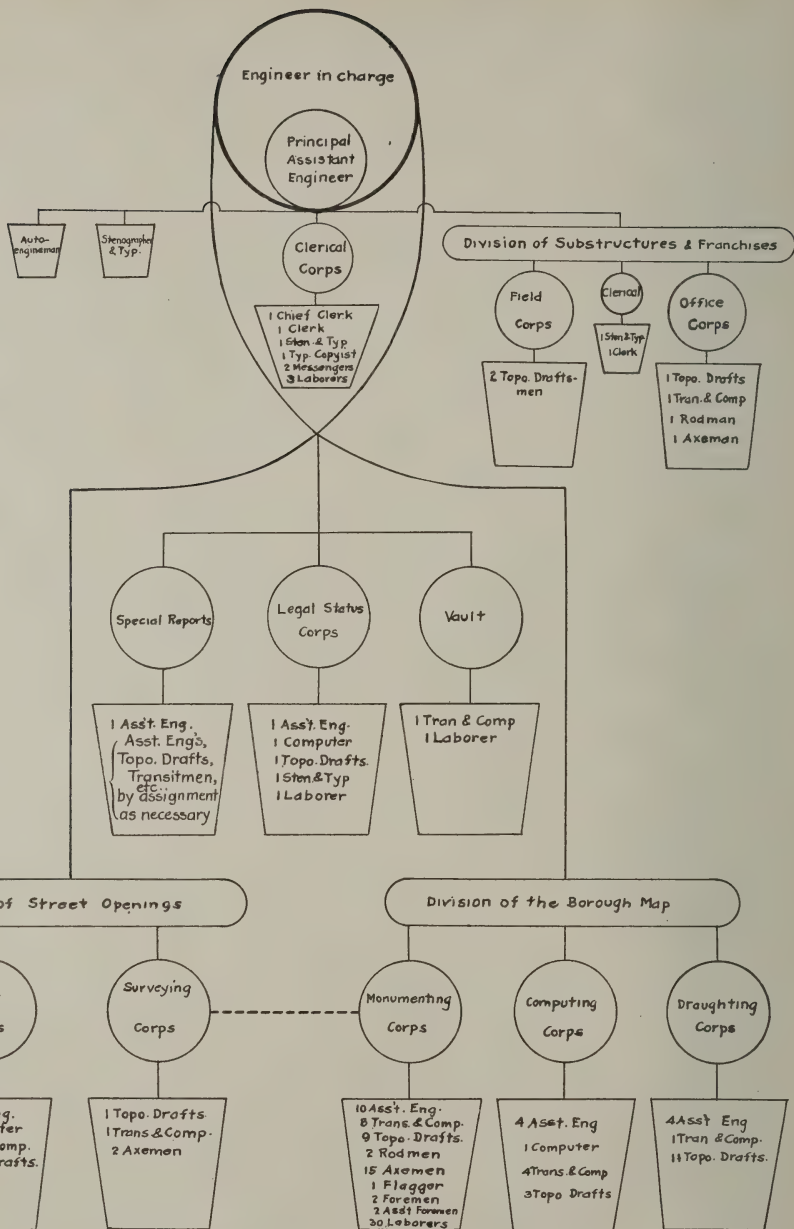 Engineer in charge
Principal
Assistant
Engineer
Auto-
engineman
Stenographer
& Typ.
Clerical
Corps
1 Chief Clerk
1 Clerk
1 Sten. & Typ
1 Typ. Copyist
2 Messengers
3 Laborers
Division of Substructures & Franchises
Field
Corps
2 Topo. Drafts-
men
Clerical
1 Sten & Typ
1 Clerk
Office
Corps
1 Topo. Drafts
1 Tran. & Comp
1 Rodman
1 Axeman
Special Reports
1 Ass't. Eng.
Asst. Eng's,
Topo. Drafts,
Transitmen,
etc.
by assignment
as necessary
Legal Status
Corps
1 Ass't. Eng.
1 Computer
1 Topo. Drafts.
1 Sten. & Typ
1 Laborer
Vault
1 Tran & Comp
1 Laborer
of Street Openings
s
ng.
ter
omp.
rafts.
Surveying
Corps
1 Topo. Drafts.
1 Trans & Comp.
2 Axemen
Division of the Borough Map
Monumenting
Corps
10 Ass't. Eng.
8 Trans. & Comp.
9 Topo. Drafts.
2 Rodmen
15 Axemen
1 Flagger
2 Foremen
2 Ass't Foremen
30 Laborers
Computing
Corps
4 Asst. Eng
1 Computer
4 Trans. & Comp
3 Topo Drafts
Draughting
Corps
4 Ass't Eng
1 Tran & Comp.
11 Topo. Drafts.